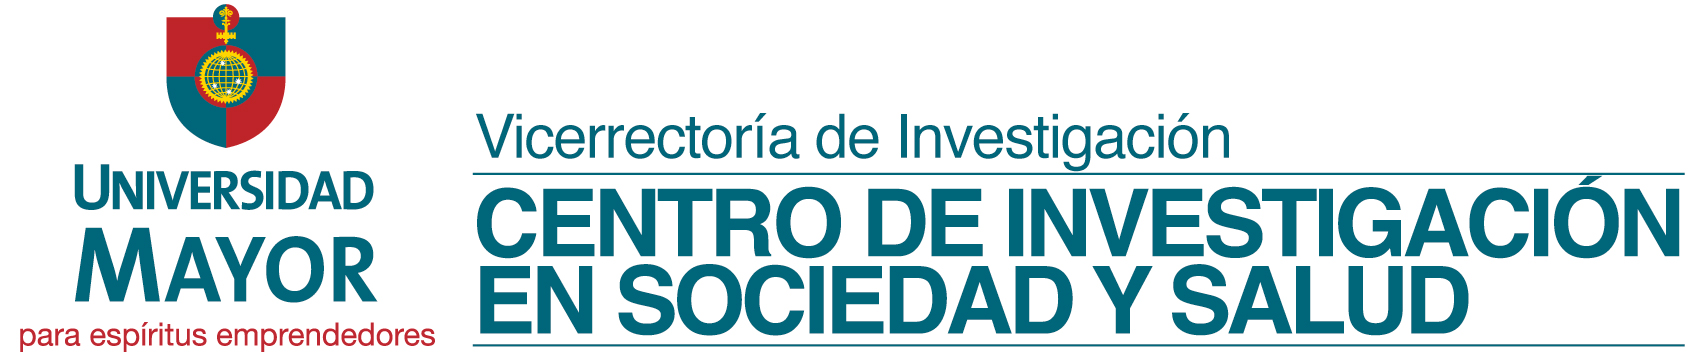 UNIVERSIDAD
MAYOR
para espíritus emprendedores
Vicerrectoría de Investigación
CENTRO DE INVESTIGACIÓN
EN SOCIEDAD Y SALUD